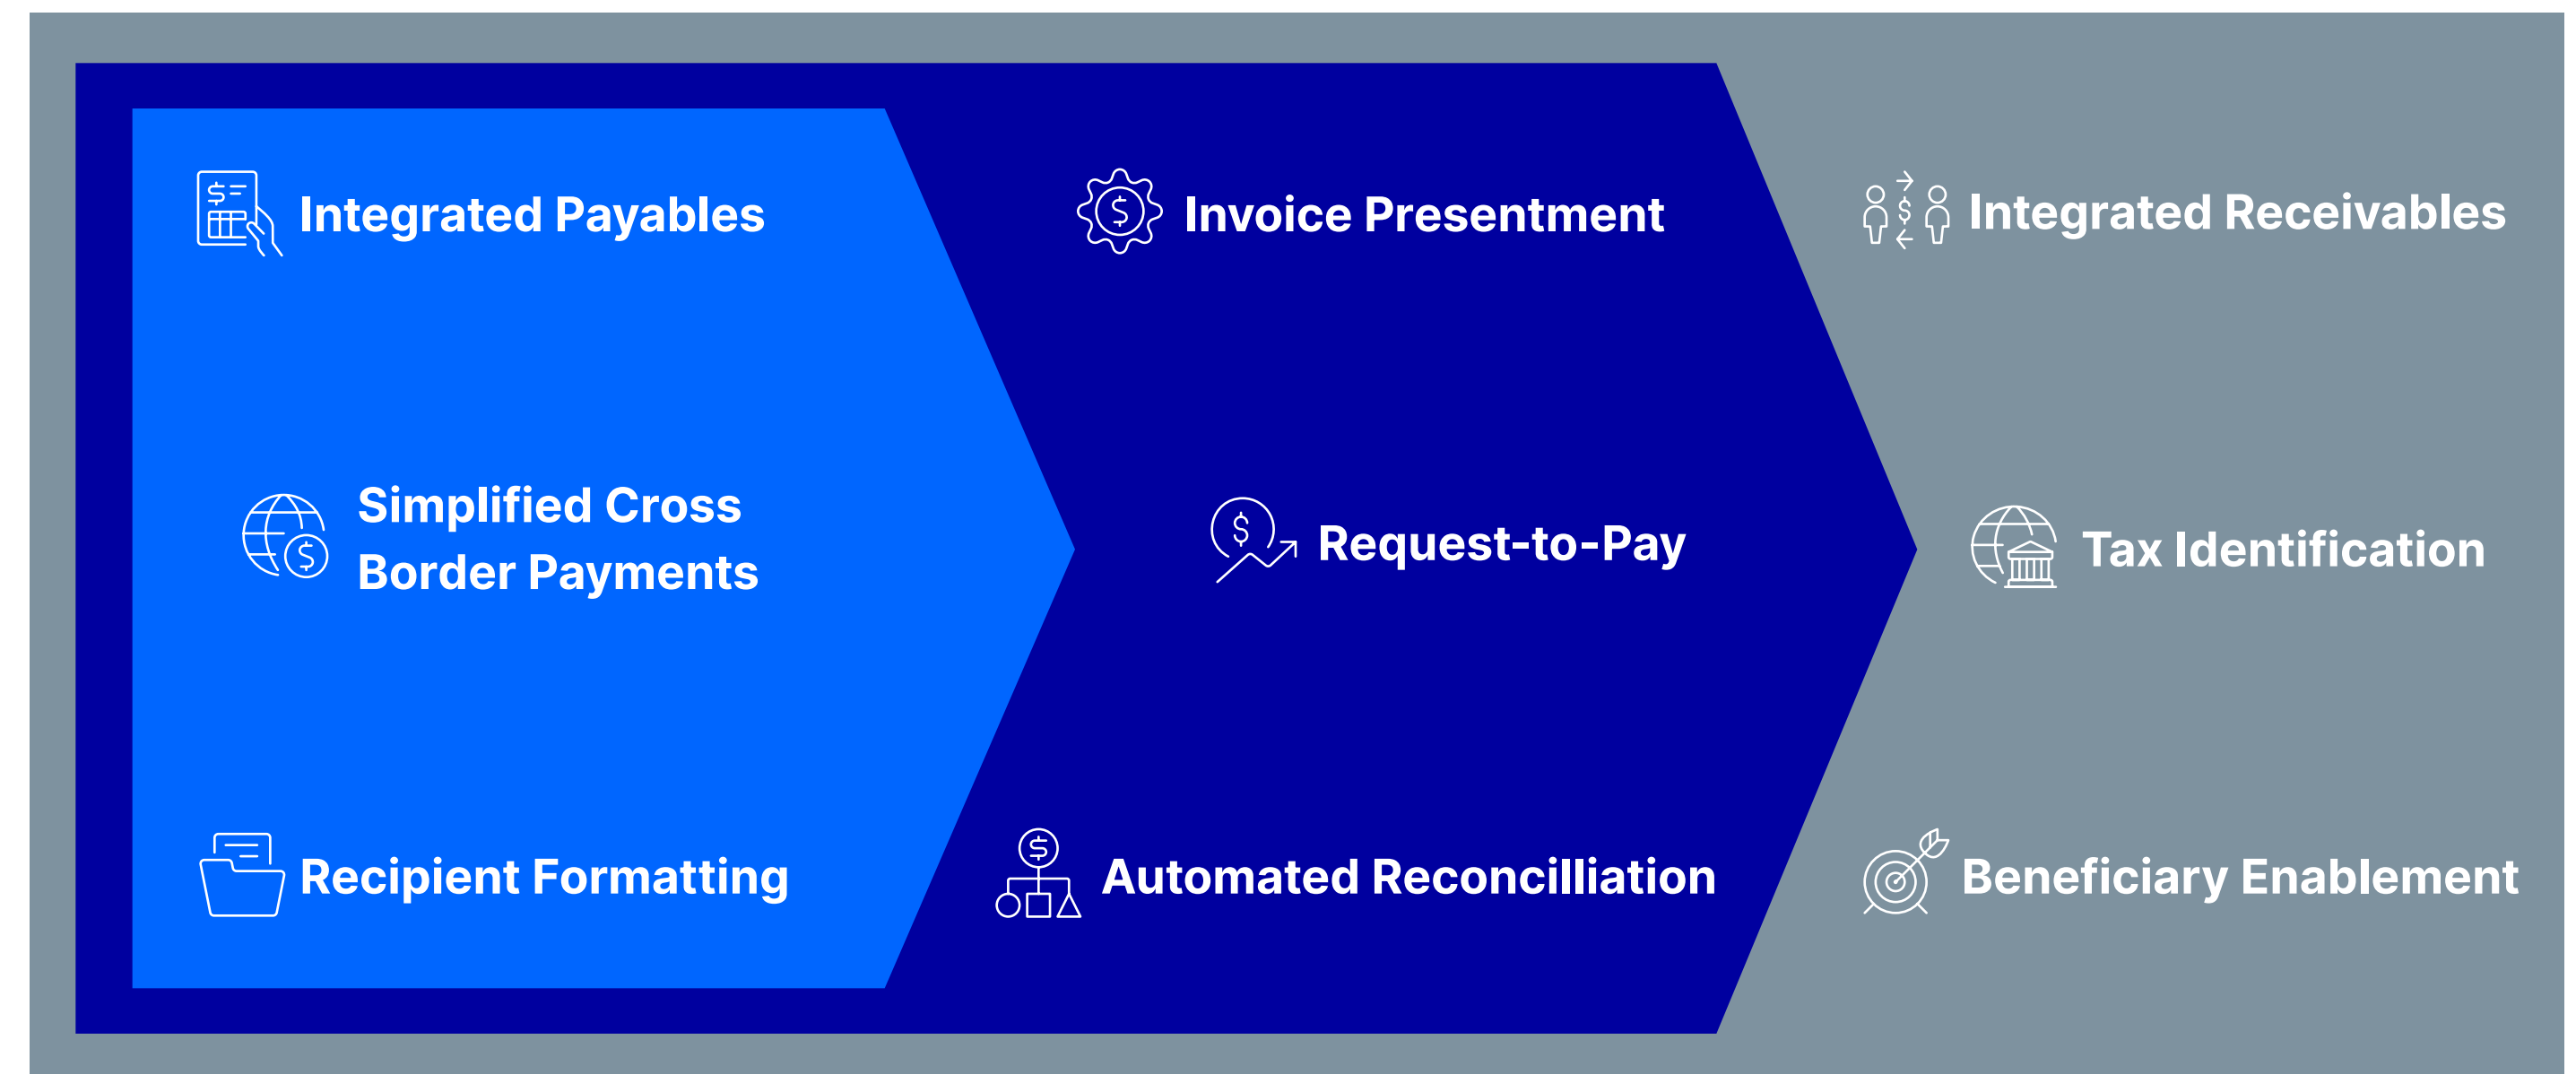 Integrated Payables
Simplified Cross
Border Payments
Recipient Formatting
Invoice Presentment
Request-to-Pay
Automated Reconcilliation
Integrated Receivables
Tax Identification
Beneficiary Enablement